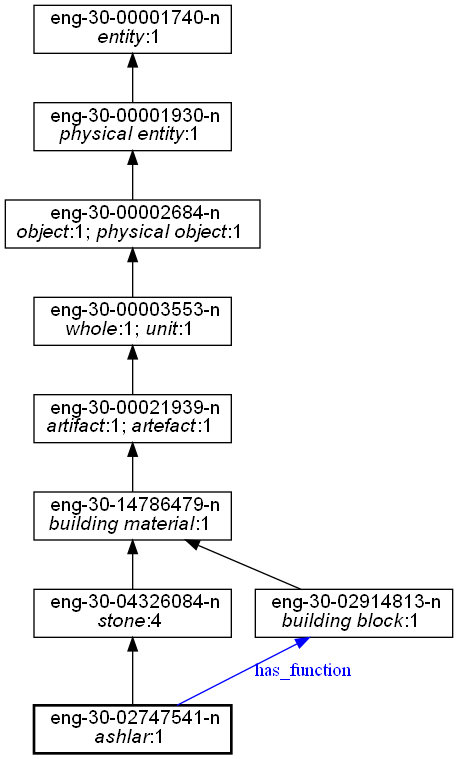 eng-30-00001740-n
entity:1
eng-30-00001930-n
physical entity:1
eng-30-00002684-n
object:1; physical object:1
eng-30-00003553-n
whole:1; unit:1
eng-30-00021939-n
artifact:1; artefact:1
eng-30-14786479-n
building material:1
eng-30-04326084-n
stone:4
eng-30-02914813-n
building block:1
has_function
eng-30-02747541-n
ashlar:1